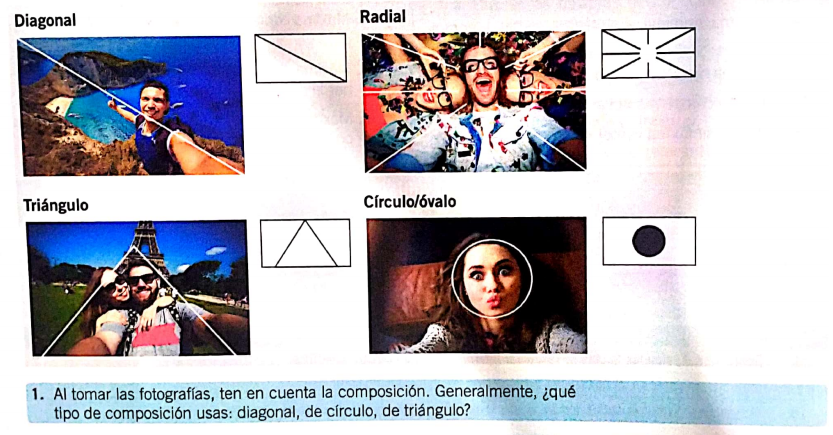 Diagonal
Radial
Triángulo
Círculo/óvalo
1. Al tomar las fotografías, ten en cuenta la composición. Generalmente, ¿qué
tipo de composición usas: diagonal, de círculo, de triángulo?